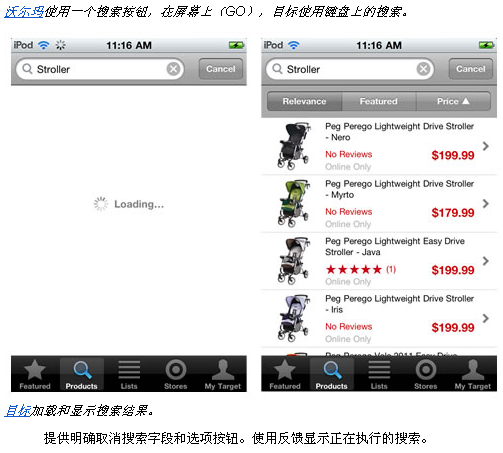 沃尔玛使用一个搜索按钮，在屏幕上（GO），目标使用键盘上的搜索。
iPod 11:16 AM
Stroller Cancel
Loading...
Featured Products Lists Stores My Target
iPod 11:16 AM
Stroller Cancel
Relevance Featured Price ▲
Peg Perego Lightweight Drive Stroller
- Nero
No Reviews $199.99
Online Only
Peg Perego Lightweight Drive Stroller
- Myrto
No Reviews $179.99
Online Only
Peg Perego Lightweight Easy Drive
Stroller - Java
★★★★★ (1) $199.99
Online Only
Peg Perego Lightweight Drive Stroller
- Iris
No Reviews $199.99
Online Only
Featured Products Lists Stores My Target
目标加载和显示搜索结果。
提供明确取消搜索字段和选项按钮。使用反馈显示正在执行的搜索。